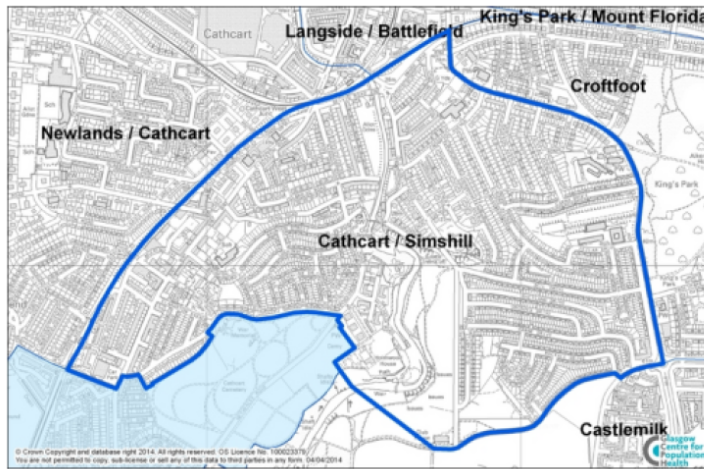 King's Park / Mount Florida
Langside / Battlefield
Cathcart
Croftfoot
Newlands / Cathcart
King's Park
Cathcart / Simshill
Castlemilk
© Crown Copyright and database right 2014. All rights reserved. OS Licence No. 100023379
You are not permitted to copy, sub-license or sell any of this data to third parties in any form. 04/04/2014
Glasgow
Centre for
Population
Health